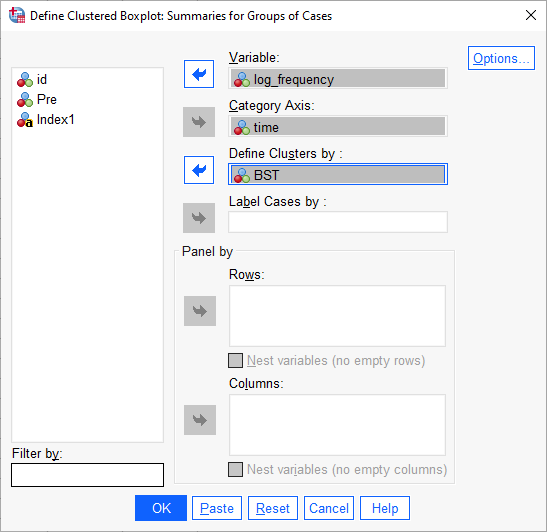 Define Clustered Boxplot: Summaries for Groups of Cases
id
Pre
Index1
Filter by:
Variable:
log_frequency
Category Axis:
time
Define Clusters by :
BST
Label Cases by :
Panel by
Rows:
Nest variables (no empty rows)
Columns:
Nest variables (no empty columns)
Options...
OK Paste Reset Cancel Help